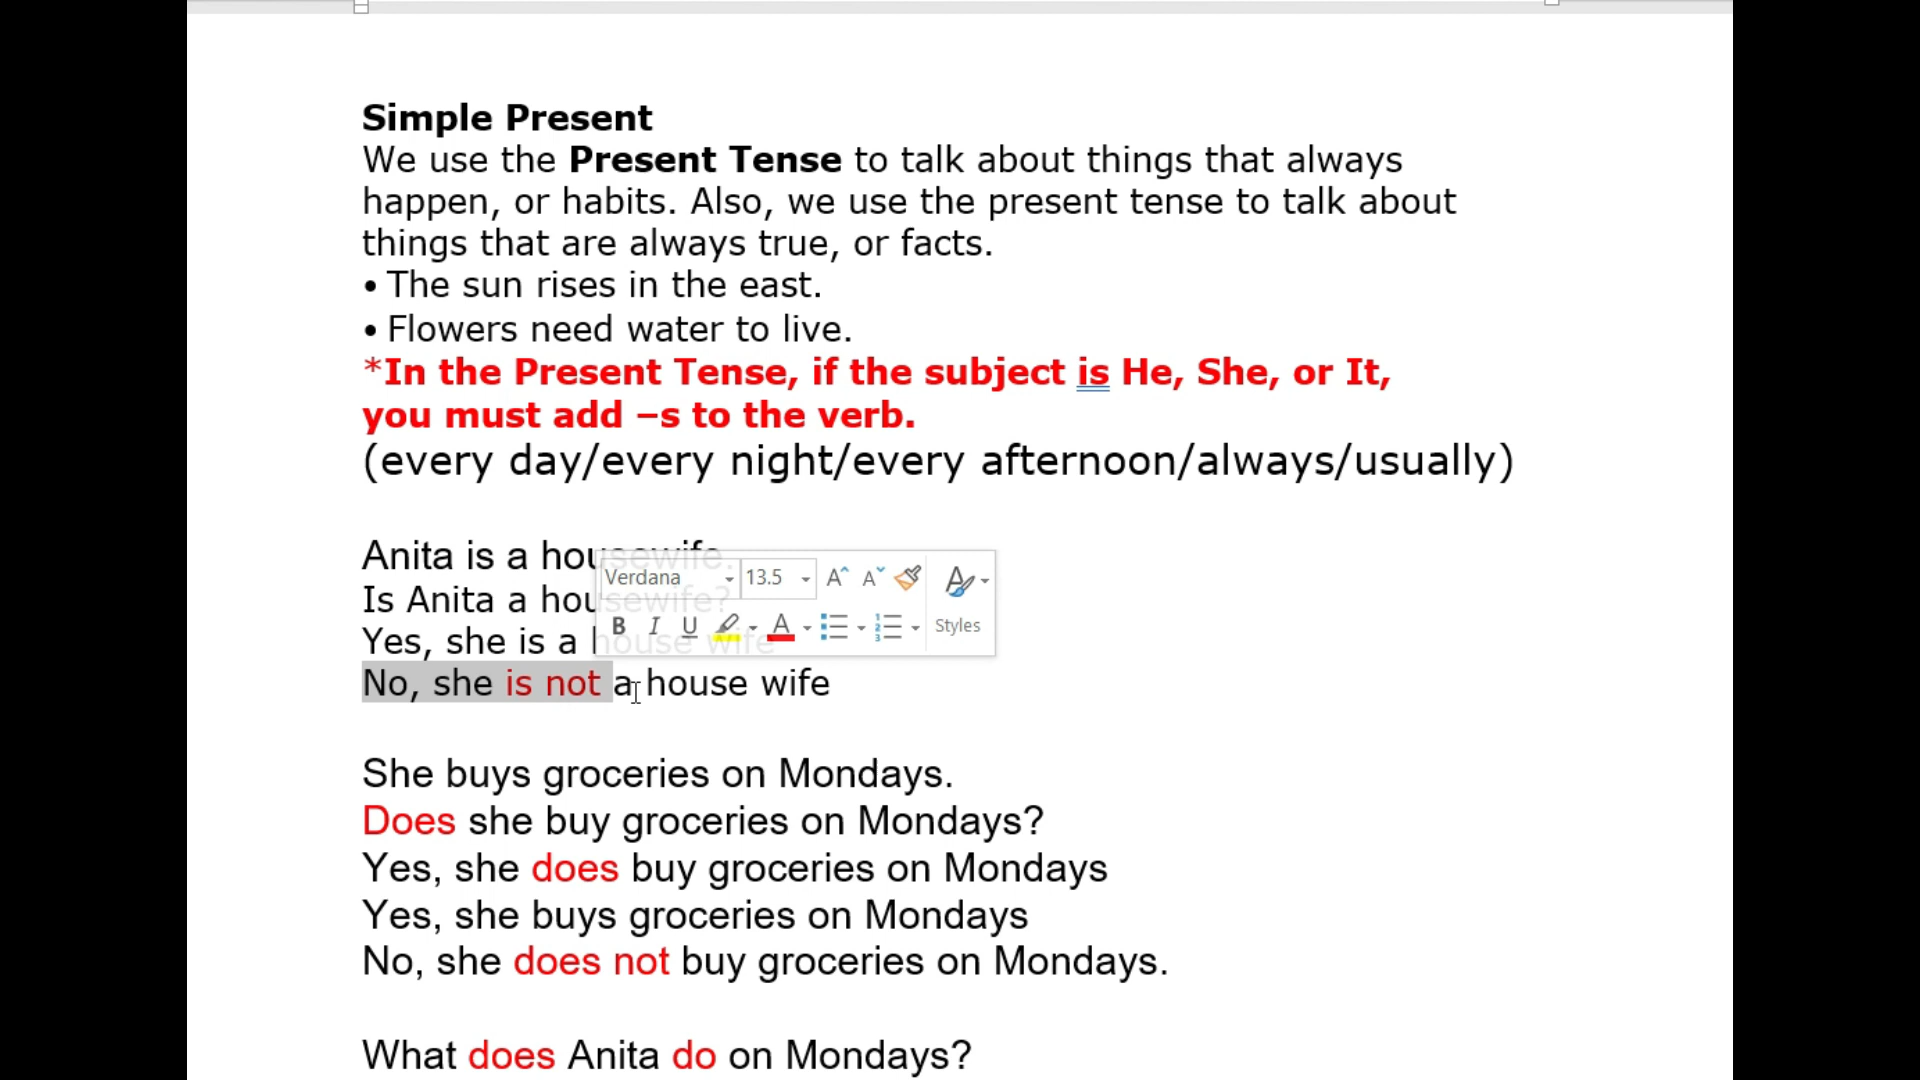 Simple Present
We use the Present Tense to talk about things that always
happen, or habits. Also, we use the present tense to talk about
things that are always true, or facts.
• The sun rises in the east.
• Flowers need water to live.
*In the Present Tense, if the subject is He, She, or It,
you must add –s to the verb.
(every day/every night/every afternoon/always/usually)
Anita is a housewife.
Is Anita a housewife?
Yes, she is a house wife
No, she is not a house wife
Verdana 13.5 A A
B I U A Styles
She buys groceries on Mondays.
Does she buy groceries on Mondays?
Yes, she does buy groceries on Mondays
Yes, she buys groceries on Mondays
No, she does not buy groceries on Mondays.
What does Anita do on Mondays?